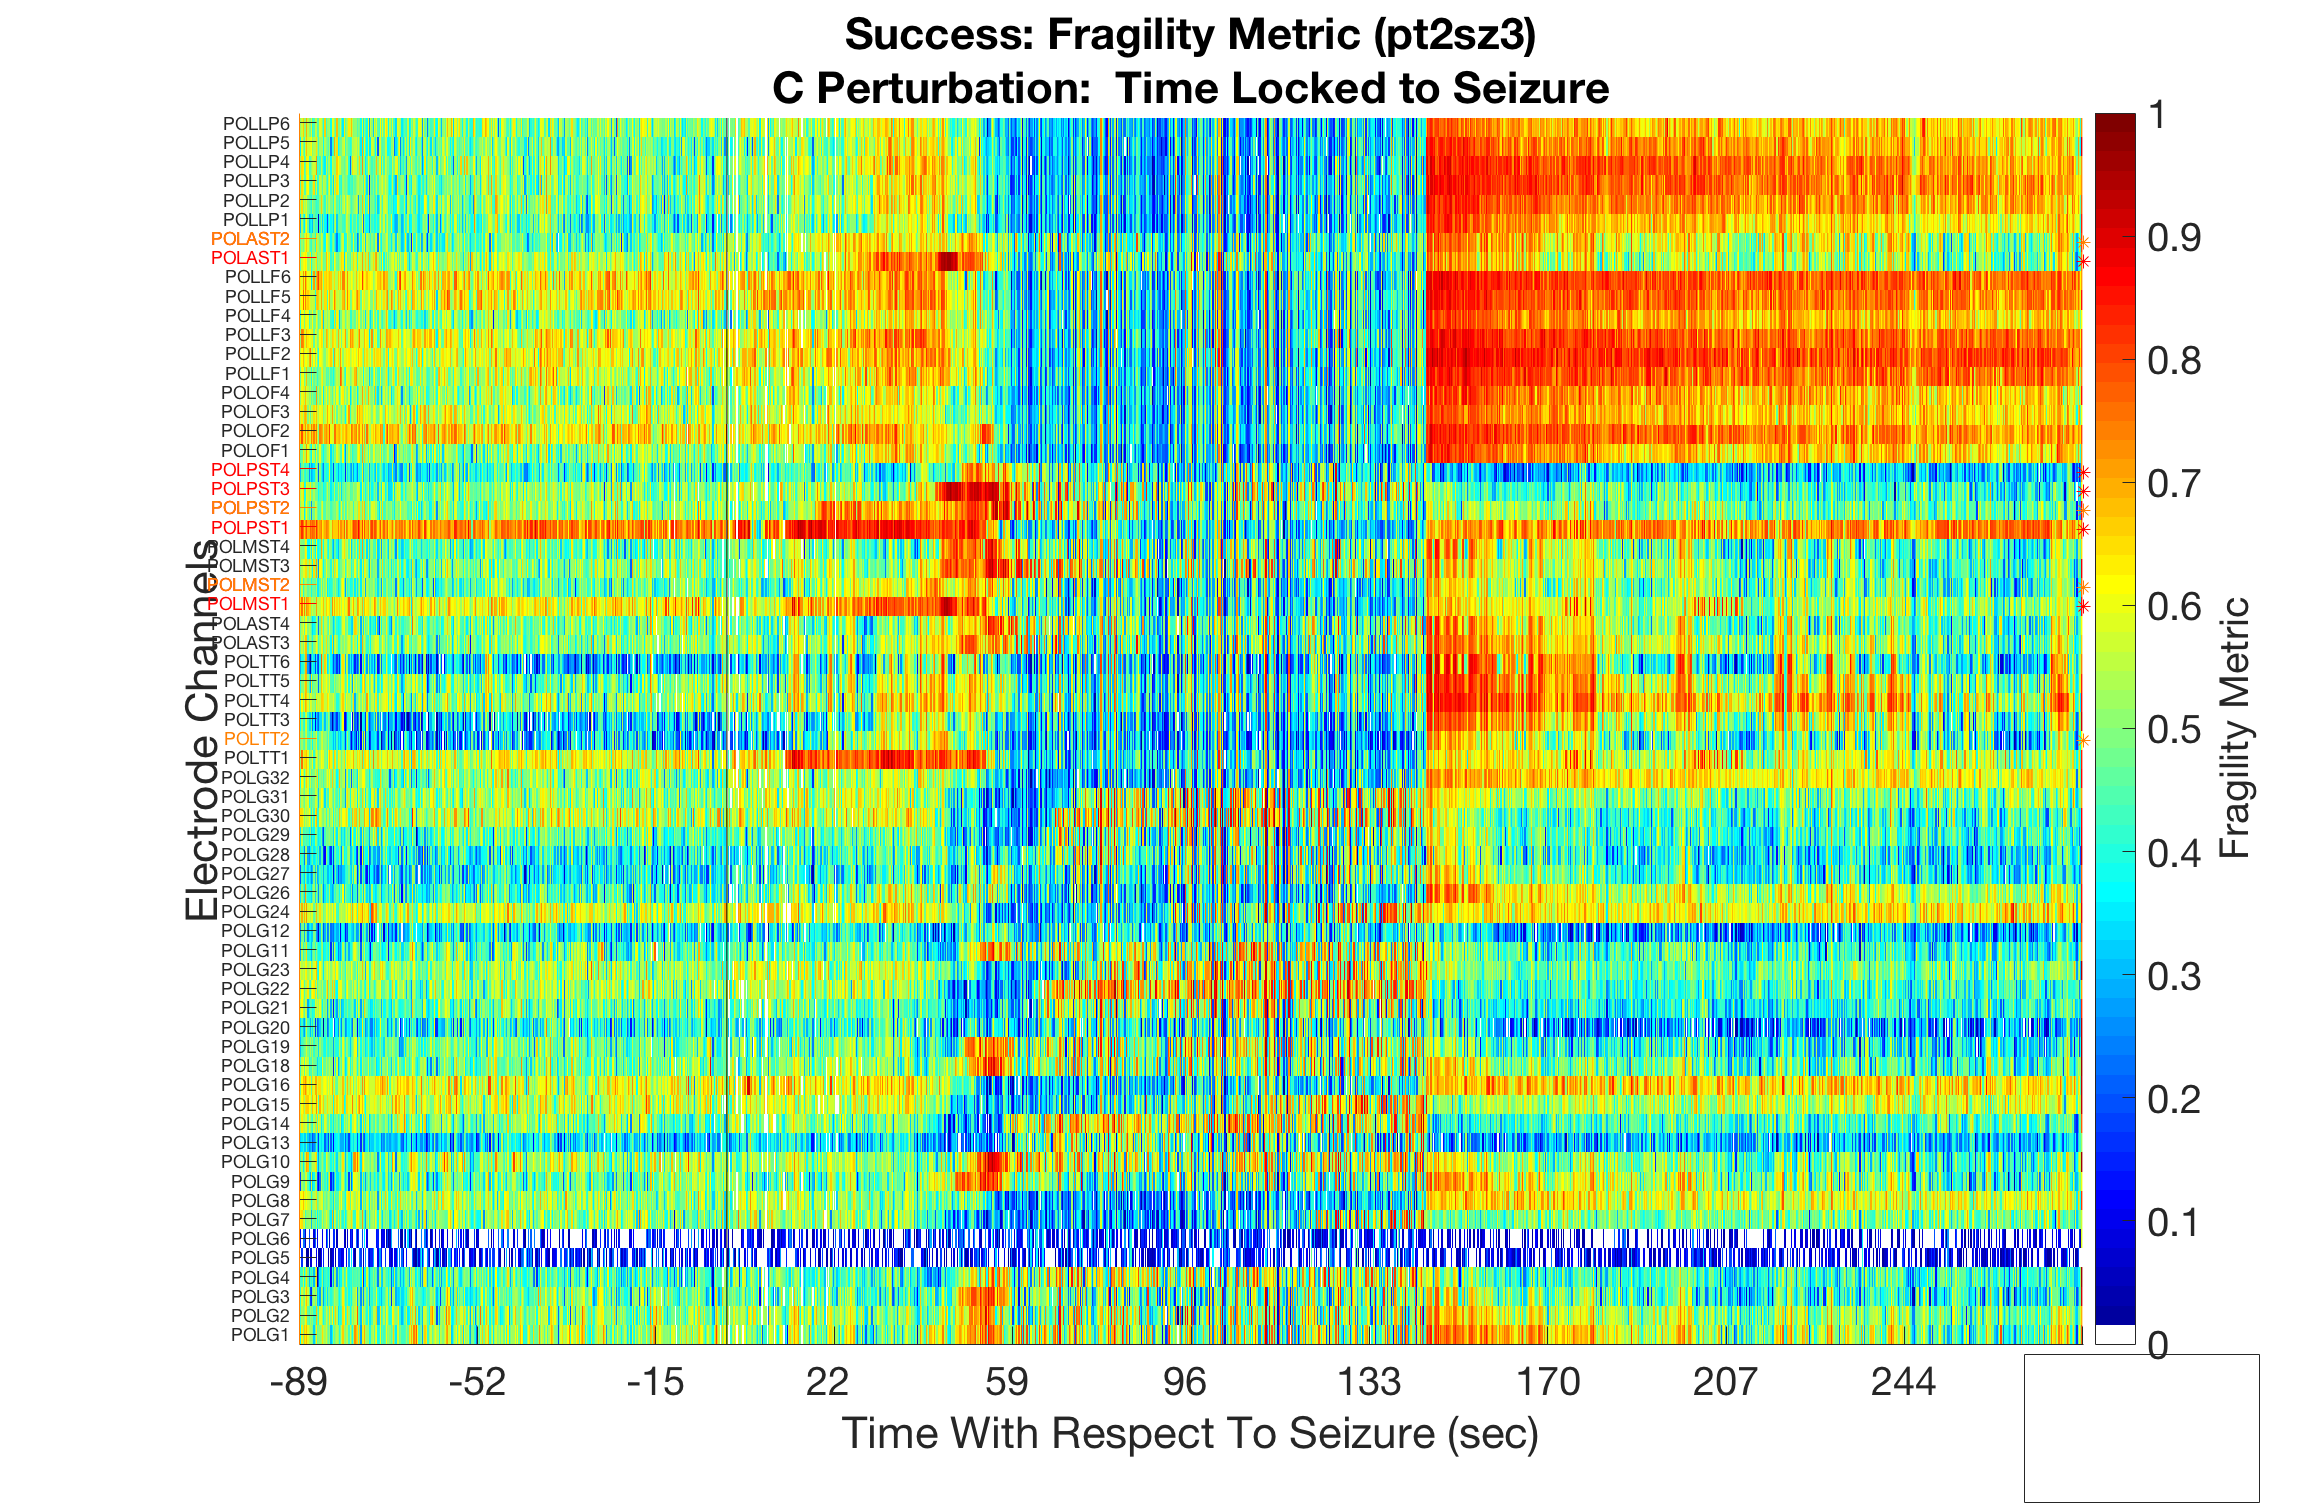 Success: Fragility Metric (pt2sz3)
C Perturbation:  Time Locked to Seizure
Electrode Channels
POLLP6
POLLP5
POLLP4
POLLP3
POLLP2
POLLP1
POLAST2
POLAST1
POLLF6
POLLF5
POLLF4
POLLF3
POLLF2
POLLF1
POLOF4
POLOF3
POLOF2
POLOF1
POLPST4
POLPST3
POLPST2
POLPST1
POLMST4
POLMST3
POLMST2
POLMST1
POLAST4
POLAST3
POLTT6
POLTT5
POLTT4
POLTT3
POLTT2
POLTT1
POLG32
POLG31
POLG30
POLG29
POLG28
POLG27
POLG26
POLG24
POLG12
POLG11
POLG23
POLG22
POLG21
POLG20
POLG19
POLG18
POLG16
POLG15
POLG14
POLG13
POLG10
POLG9
POLG8
POLG7
POLG6
POLG5
POLG4
POLG3
POLG2
POLG1
-89 -52 -15 22 59 96 133 170 207 244
Time With Respect To Seizure (sec)
1
0.9
0.8
0.7
0.6
0.5
0.4
0.3
0.2
0.1
0
Fragility Metric